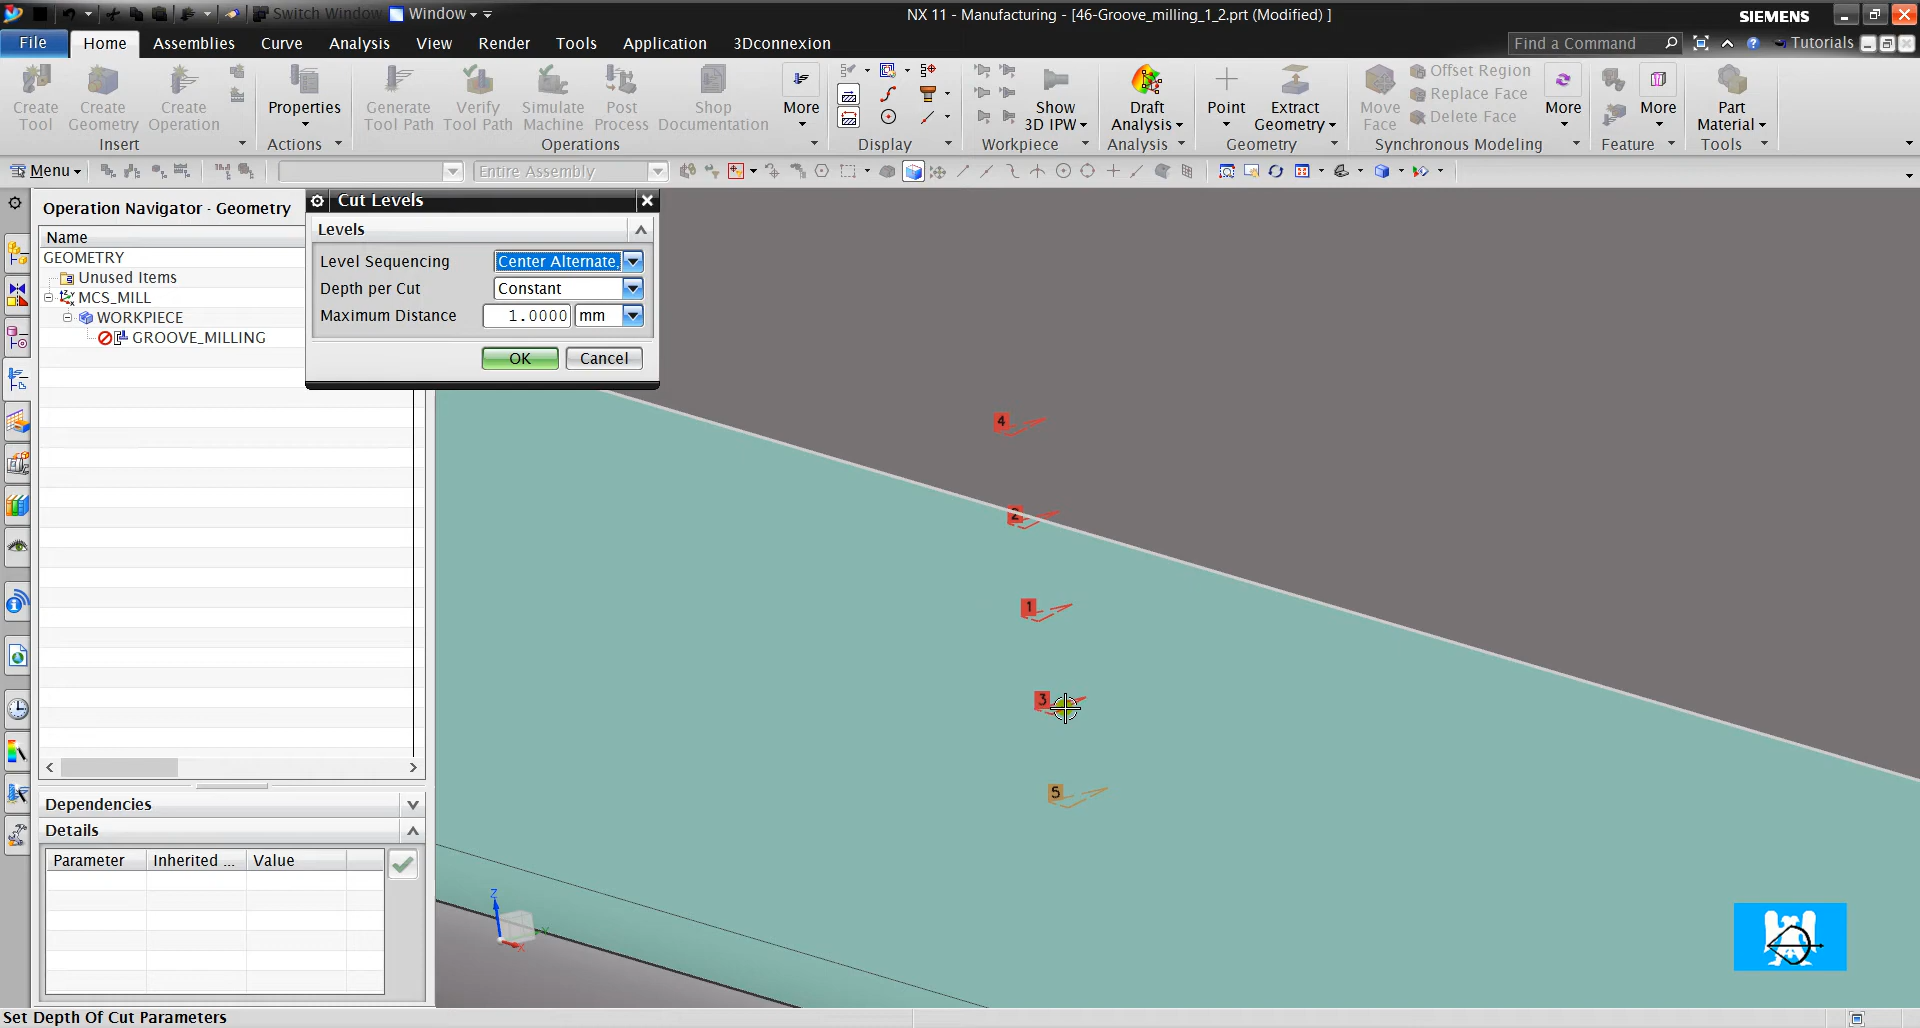 Switch Window
Window
NX 11 - Manufacturing - [46-Groove_milling_1_2.prt (Modified) ]
SIEMENS
File
Home
Assemblies
Curve
Analysis
View
Render
Tools
Application
3Dconnexion
Find a Command
Tutorials
Create Tool
Create Geometry
Create Operation
Insert
Properties
Actions
Generate Tool Path
Verify Tool Path
Simulate Machine
Post Process
Shop Documentation
More
Operations
Display
Show 3D IPW
Workpiece
Draft Analysis
Analysis
Point
Extract Geometry
Geometry
Move Face
Offset Region
Replace Face
Delete Face
More
Synchronous Modeling
More
Feature
Part Material
Tools
Menu
Entire Assembly
Operation Navigator - Geometry
Name
GEOMETRY
Unused Items
MCS_MILL
WORKPIECE
GROOVE_MILLING
Cut Levels
Levels
Level Sequencing Center Alternate
Depth per Cut Constant
Maximum Distance 1.0000 mm
OK Cancel
4
2
1
3
5
Dependencies
Details
Parameter Inherited ... Value
Z
X
Set Depth Of Cut Parameters